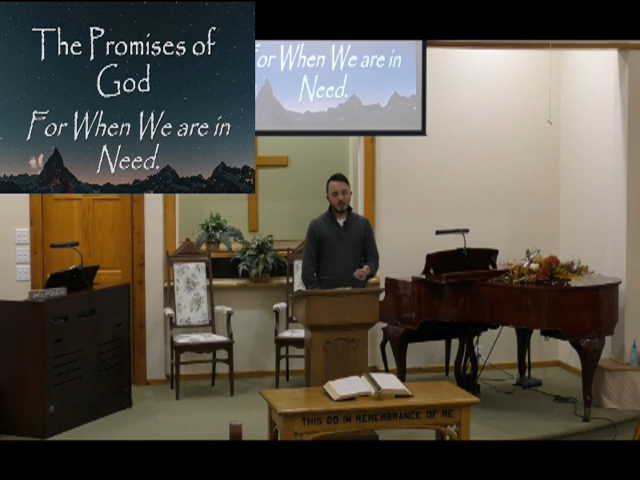 The Promises of
God
For When We are in
Need.
For When We are in
Need.
THIS DO IN REMEMBRANCE OF ME